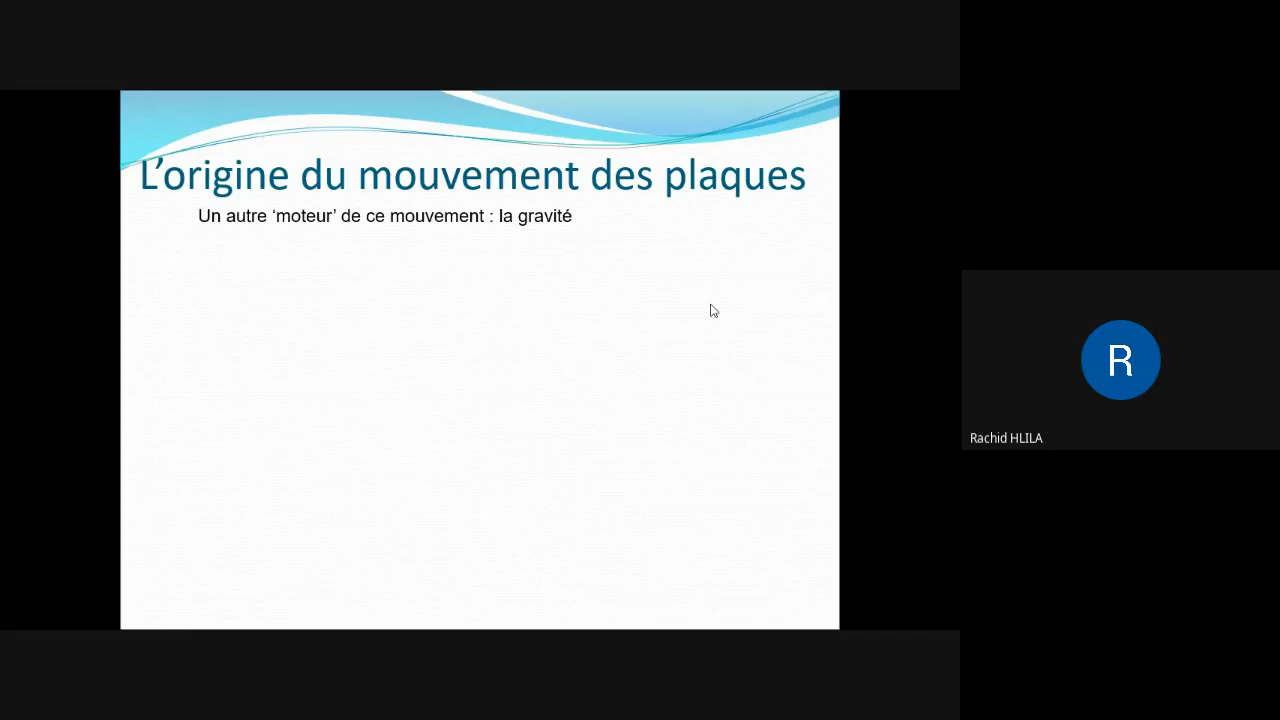 L’origine du mouvement des plaques
Un autre ‘moteur’ de ce mouvement : la gravité
R
Rachid HLILA